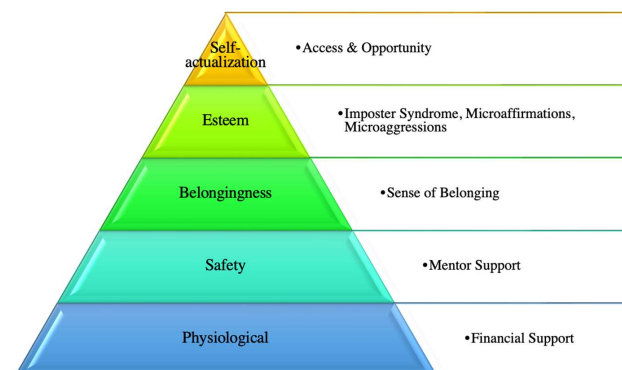 Self-
actualization
•Access & Opportunity
Esteem
•Imposter Syndrome, Microaffirmations,
Microaggressions
Belongingness
•Sense of Belonging
Safety
•Mentor Support
Physiological
•Financial Support